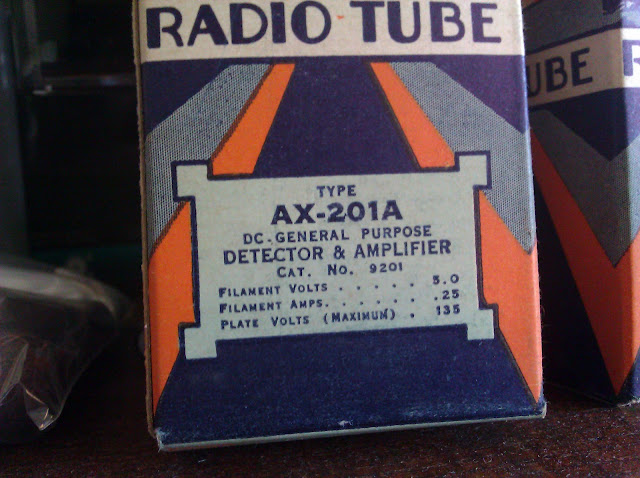 RADIO TUBE
TYPE
AX-201A
DC-GENERAL PURPOSE
DETECTOR & AMPLIFIER
CAT. No. 9201
FILAMENT VOLTS . . . . . 5.0
FILAMENT AMPS. . . . . . .25
PLATE VOLTS (MAXIMUM) . 135
UBE
R